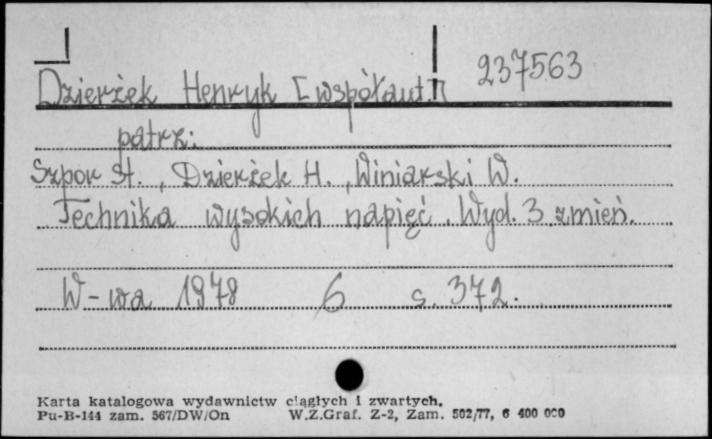 Dzierżek Henryk [współaut.] 237563
patrz:
Szpor St., Dzierżek H., Winiarski W.
Technika wysokich napięć. Wyd. 3 zmień.
W-wa 1978 6 s. 372.
Karta katalogowa wydawnictw ciągłych i zwartych.
Pu-B-144 zam. 567/DW/On W.Z.Graf. Z-2, Zam. 502/77, 6 400 000